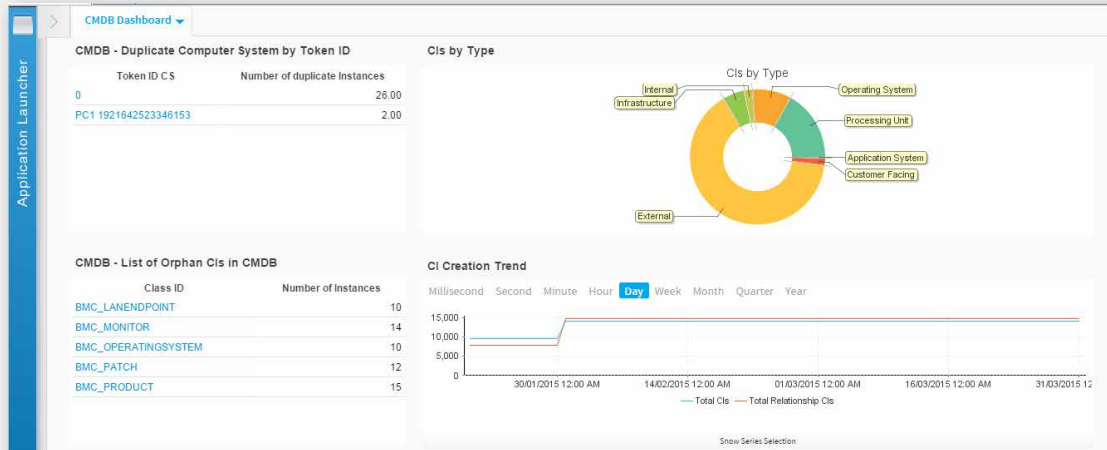 Application Launcher
CMDB Dashboard
CMDB - Duplicate Computer System by Token ID
Token ID CS Number of duplicate Instances
0 26.00
PC1 1921642523346153 2.00
CIs by Type
CIs by Type
Internal
Infrastructure
Operating System
Processing Unit
Application System
Customer Facing
External
CMDB - List of Orphan CIs in CMDB
Class ID Number of Instances
BMC_LANENDPOINT 10
BMC_MONITOR 14
BMC_OPERATINGSYSTEM 10
BMC_PATCH 12
BMC_PRODUCT 15
CI Creation Trend
Millisecond Second Minute Hour Day Week Month Quarter Year
15,000
10,000
5,000
0
30/01/2015 12:00 AM 14/02/2015 12:00 AM 01/03/2015 12:00 AM 16/03/2015 12:00 AM 31/03/2015 12
Total CIs Total Relationship CIs
Show Series Selection